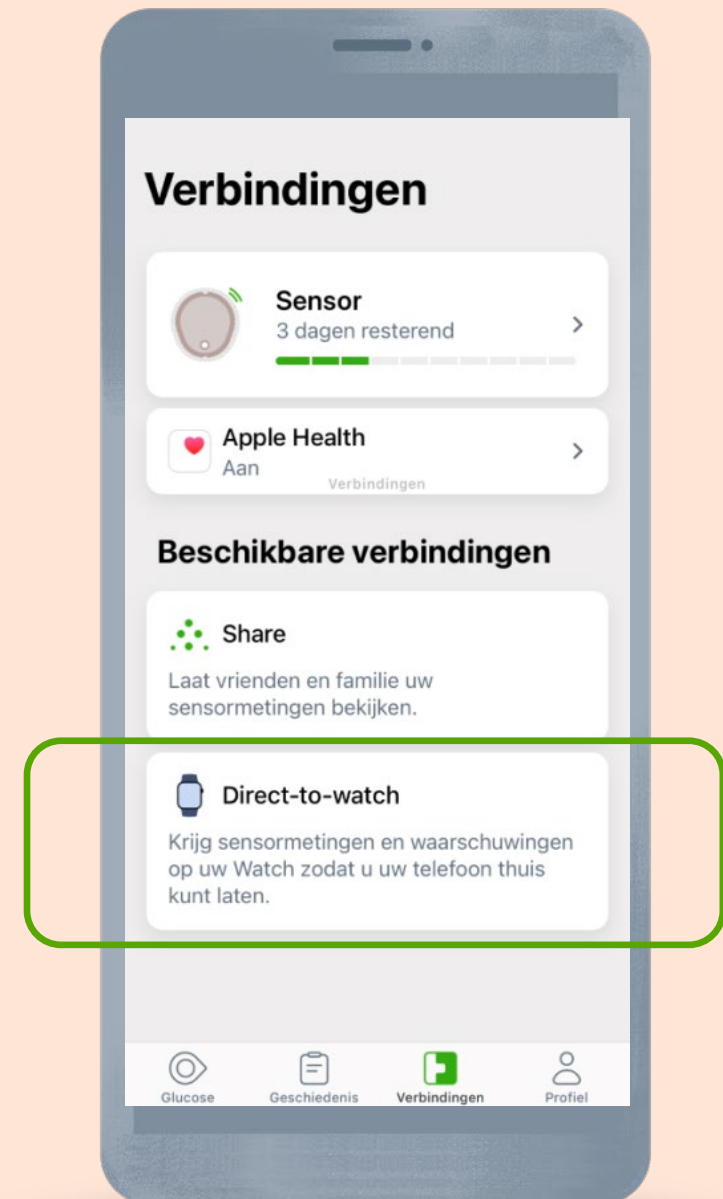 Verbindingen
Sensor
3 dagen resterend
Apple Health
Aan
Verbindingen
Beschikbare verbindingen
Share
Laat vrienden en familie uw
sensormetingen bekijken.
Direct-to-watch
Krijg sensormetingen en waarschuwingen
op uw Watch zodat u uw telefoon thuis
kunt laten.
Glucose Geschiedenis Verbindingen Profiel